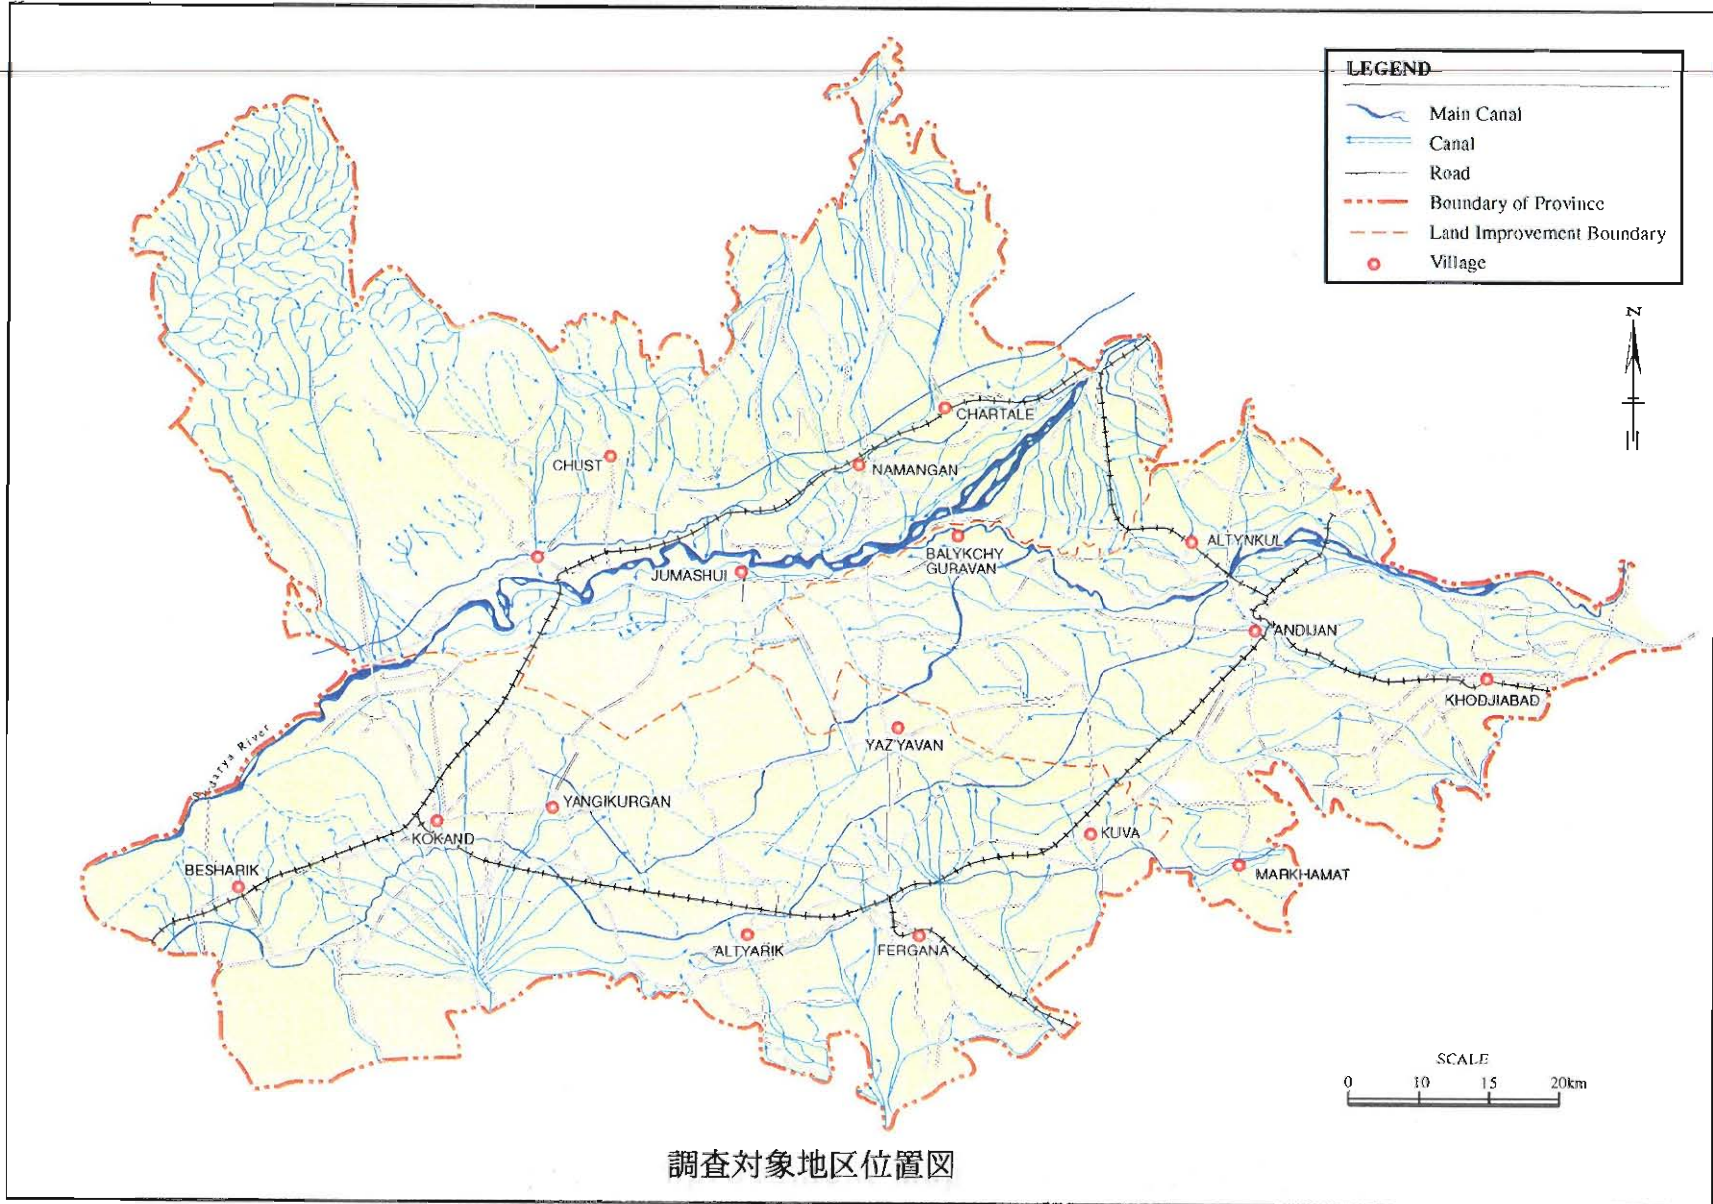 LEGEND
Main Canal
Canal
Road
Boundary of Province
Land Improvement Boundary
Village
N
CHARTALE
CHUST
NAMANGAN
BALYKCHY
GURAVAN
ALTYNKUL
JUMASHUI
ANDIJAN
KHODJIABAD
YAZ'YAVAN
River
YANGIKURGAN
KOKAND
KUVA
BESHARIK
MARKHAMAT
ALTYARIK
FERGANA
SCALE
0 10 15 20km
調査対象地区位置図